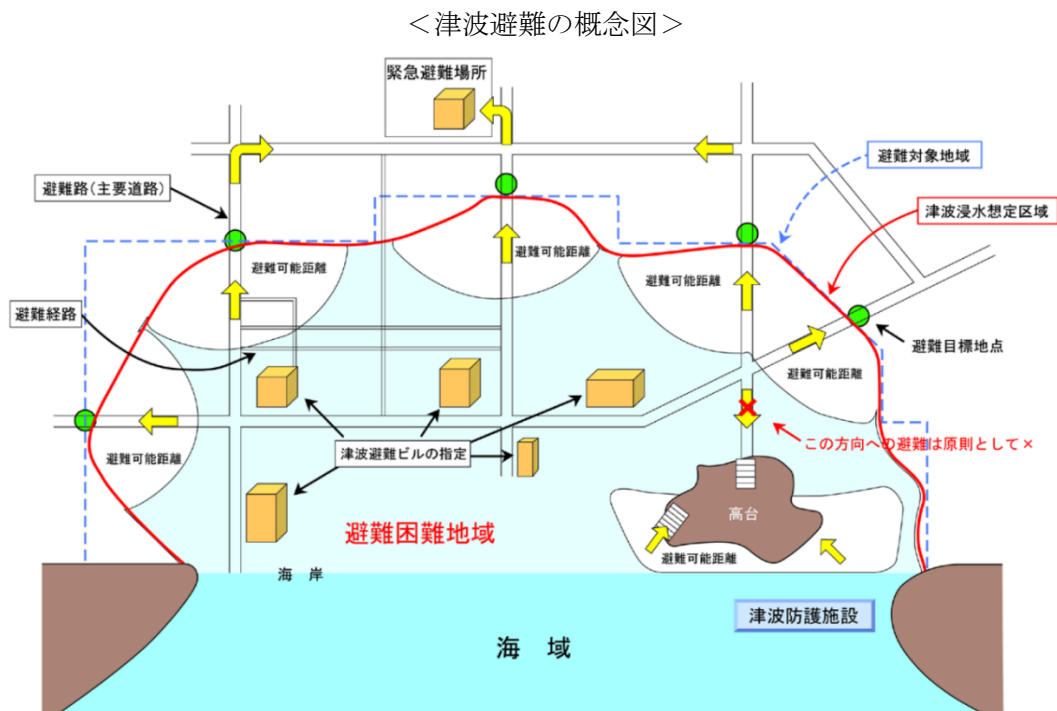 ＜津波避難の概念図＞
緊急避難場所
避難対象地域
避難路(主要道路)
津波浸水想定区域
避難可能距離
避難可能距離
避難可能距離
避難経路
避難目標地点
避難可能距離
この方向への避難は原則として×
津波避難ビルの指定
避難可能距離
高台
避難困難地域
避難可能距離
海 岸
津波防護施設
海 域